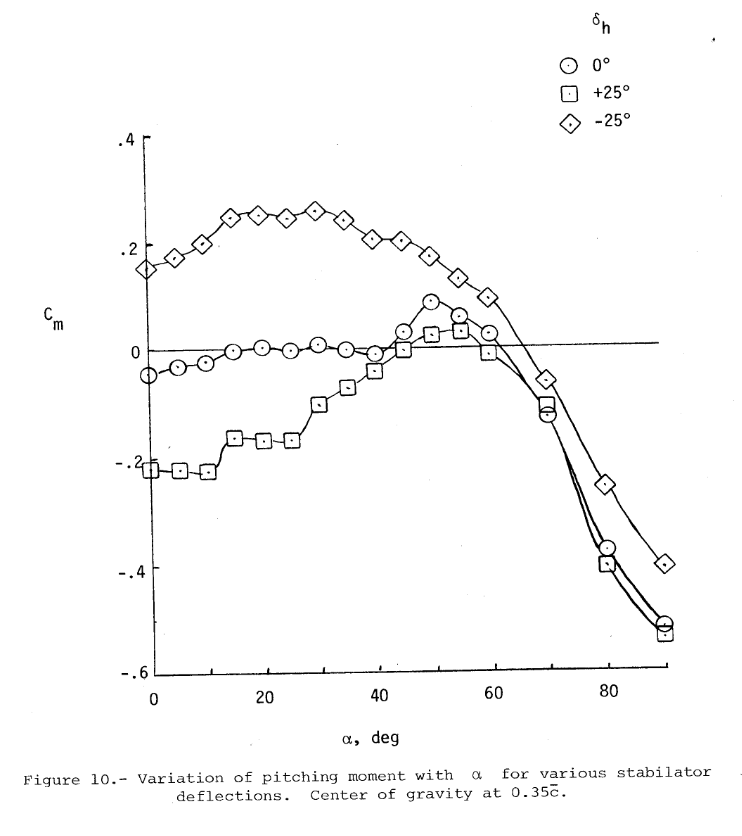 δh
0°
+25°
-25°
.4
.2
Cm
0
-.2
-.4
-.6
0 20 40 60 80
α, deg
Figure 10.- Variation of pitching moment with α for various stabilator
deflections. Center of gravity at 0.35c̄.